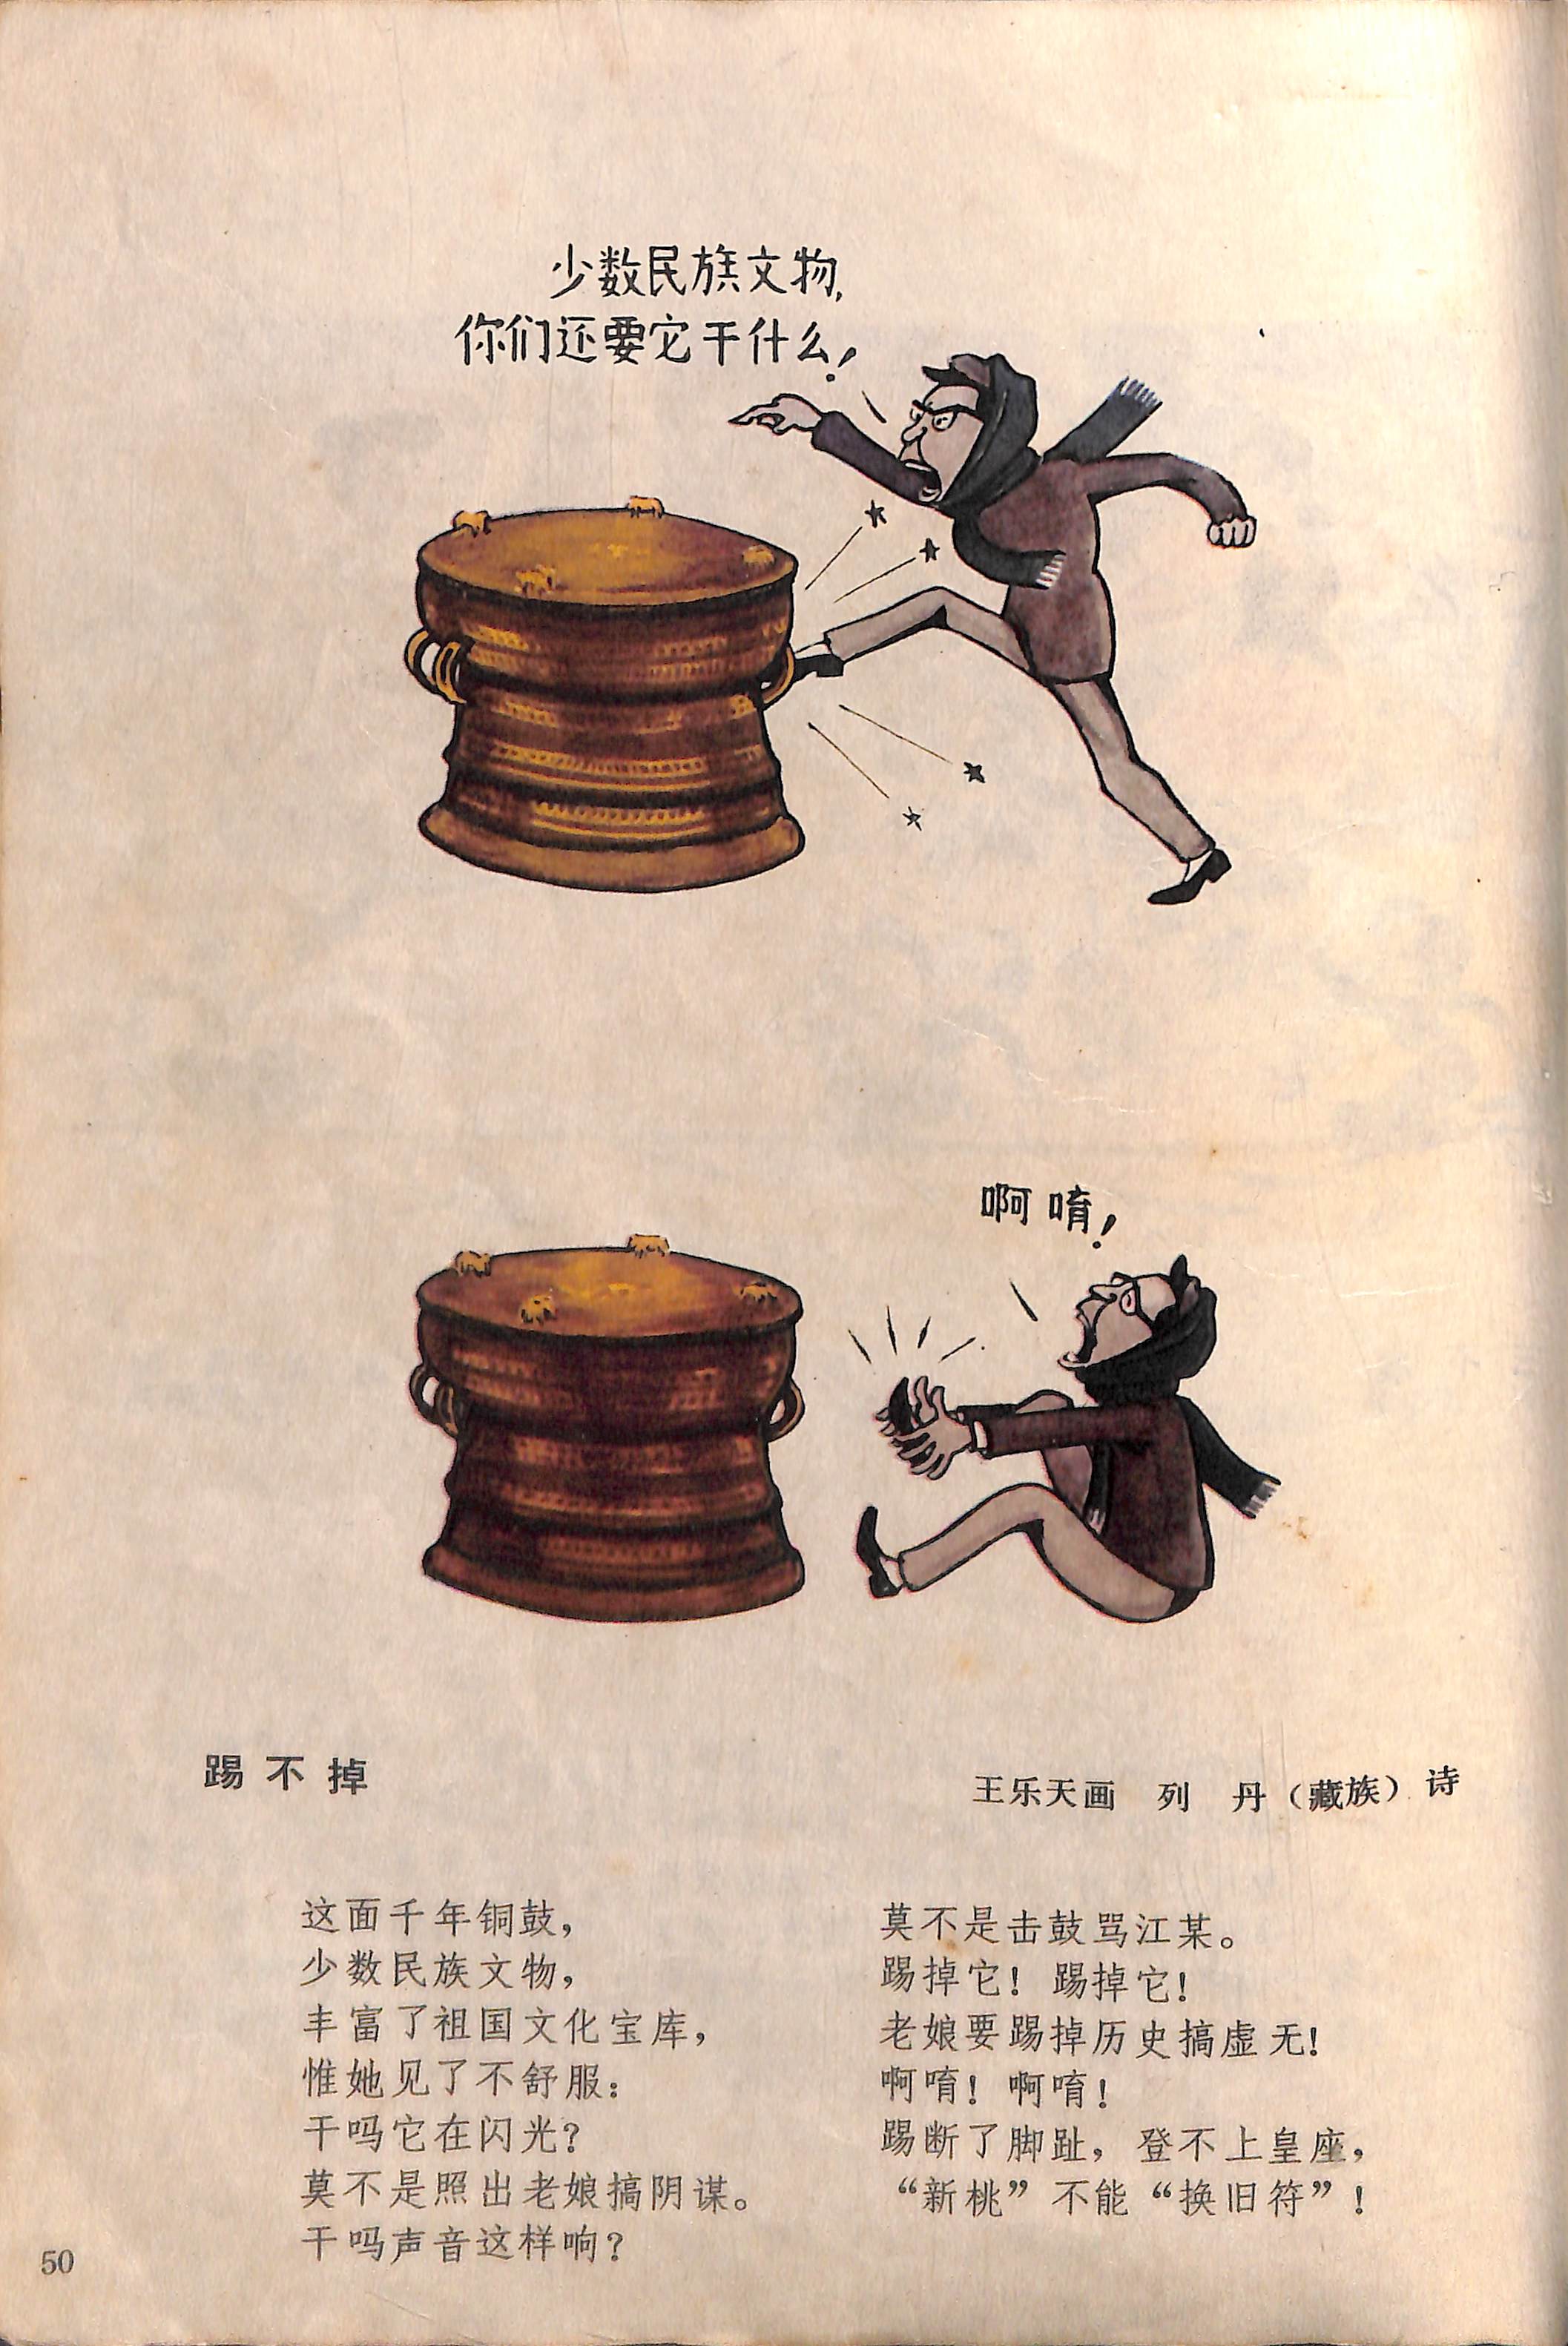 少数民族文物,
你们还要它干什么!
啊唷!
踢不掉
王乐天画 列 丹（藏族）诗
这面千年铜鼓，
少数民族文物，
丰富了祖国文化宝库，
惟她见了不舒服：
干吗它在闪光？
莫不是照出老娘搞阴谋。
干吗声音这样响？
莫不是击鼓骂江某。
踢掉它！踢掉它！
老娘要踢掉历史搞虚无！
啊唷！啊唷！
踢断了脚趾，登不上皇座，
“新桃”不能“换旧符”！
50